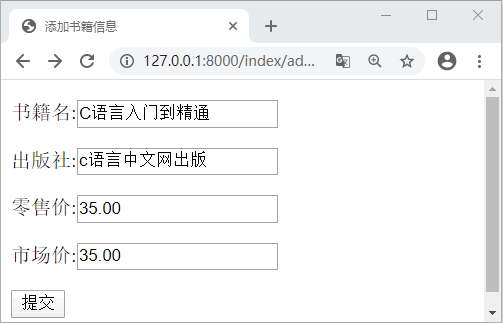 添加书籍信息
127.0.0.1:8000/index/ad...
书籍名:C语言入门到精通
出版社:c语言中文网出版
零售价:35.00
市场价:35.00
提交